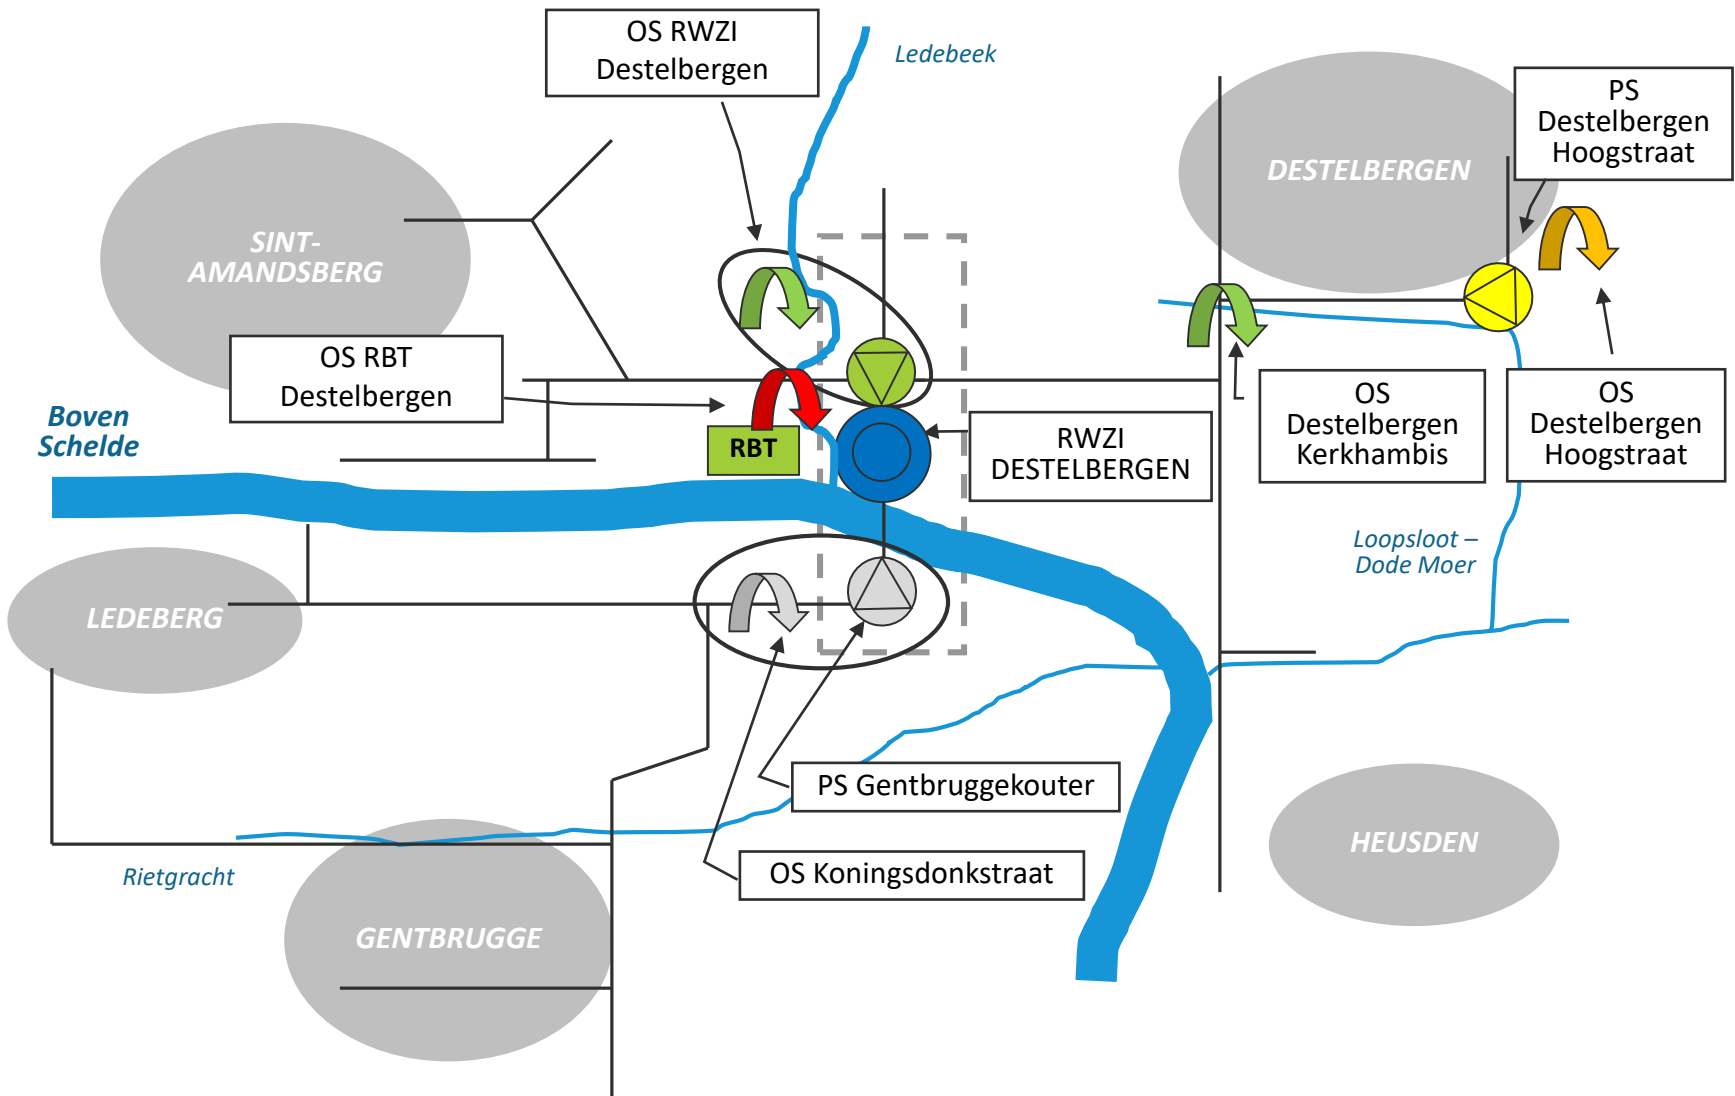 OS RWZI
Destelbergen
Ledebeek
PS
Destelbergen
Hoogstraat
DESTELBERGEN
SINT-
AMANDSBERG
OS RBT
Destelbergen
Boven
Schelde
RBT
RWZI
DESTELBERGEN
OS
Destelbergen
Kerkhambis
OS
Destelbergen
Hoogstraat
Loopsloot –
Dode Moer
LEDEBERG
PS Gentbruggekouter
HEUSDEN
OS Koningsdonkstraat
Rietgracht
GENTBRUGGE